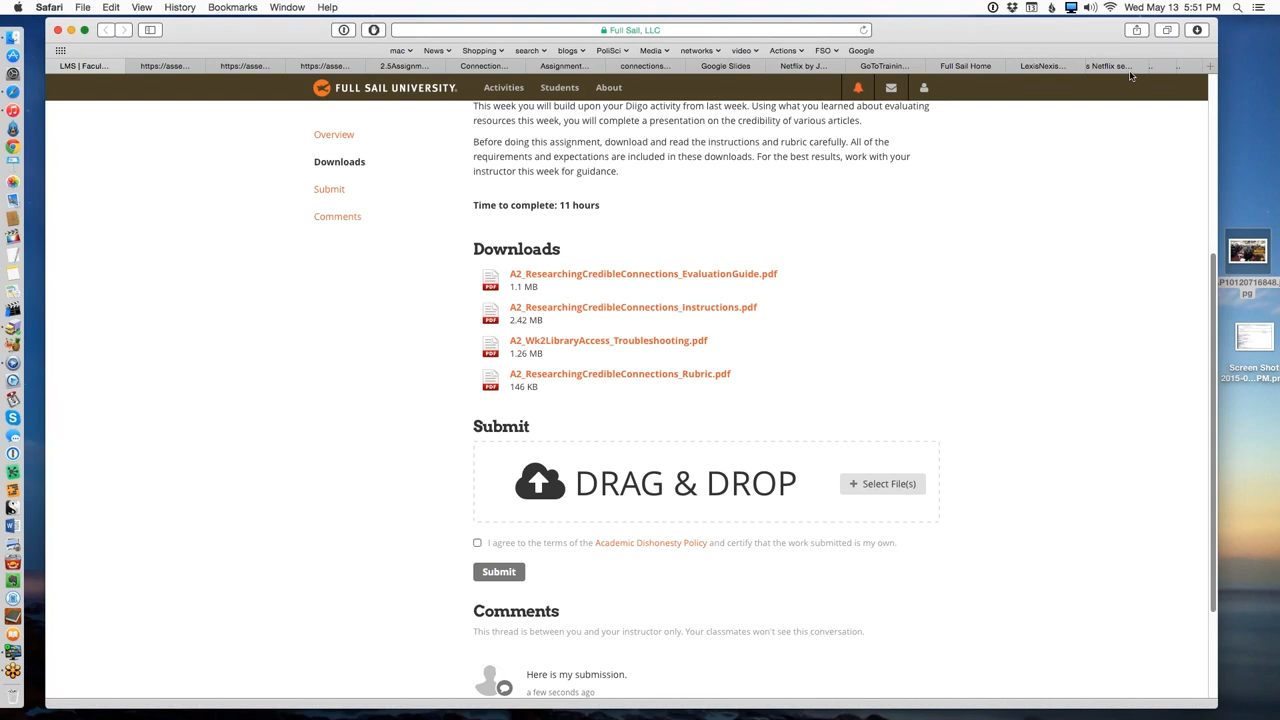 Safari File Edit View History Bookmarks Window Help
Wed May 13 5:51 PM
Full Sail, LLC
mac News Shopping search blogs PoliSci Media networks video Actions FSO Google
LMS | Facul... https://asse... https://asse... https://asse... 2.5Assignm... Connection... Assignment... connections... Google Slides Netflix by J... GoToTrainin... Full Sail Home LexisNexis... s Netflix se...
FULL SAIL UNIVERSITY.
Activities Students About
This week you will build upon your Diigo activity from last week. Using what you learned about evaluating
resources this week, you will complete a presentation on the credibility of various articles.
Overview
Downloads
Submit
Comments
Before doing this assignment, download and read the instructions and rubric carefully. All of the
requirements and expectations are included in these downloads. For the best results, work with your
instructor this week for guidance.
Time to complete: 11 hours
Downloads
PDF
A2_ResearchingCredibleConnections_EvaluationGuide.pdf
1.1 MB
PDF
A2_ResearchingCredibleConnections_Instructions.pdf
2.42 MB
PDF
A2_Wk2LibraryAccess_Troubleshooting.pdf
1.26 MB
PDF
A2_ResearchingCredibleConnections_Rubric.pdf
146 KB
Submit
DRAG & DROP
+ Select File(s)
I agree to the terms of the Academic Dishonesty Policy and certify that the work submitted is my own.
Submit
Comments
This thread is between you and your instructor only. Your classmates won't see this conversation.
Here is my submission.
a few seconds ago
P10120716848.j
pg
Screen Shot
2015-0...PM.pn